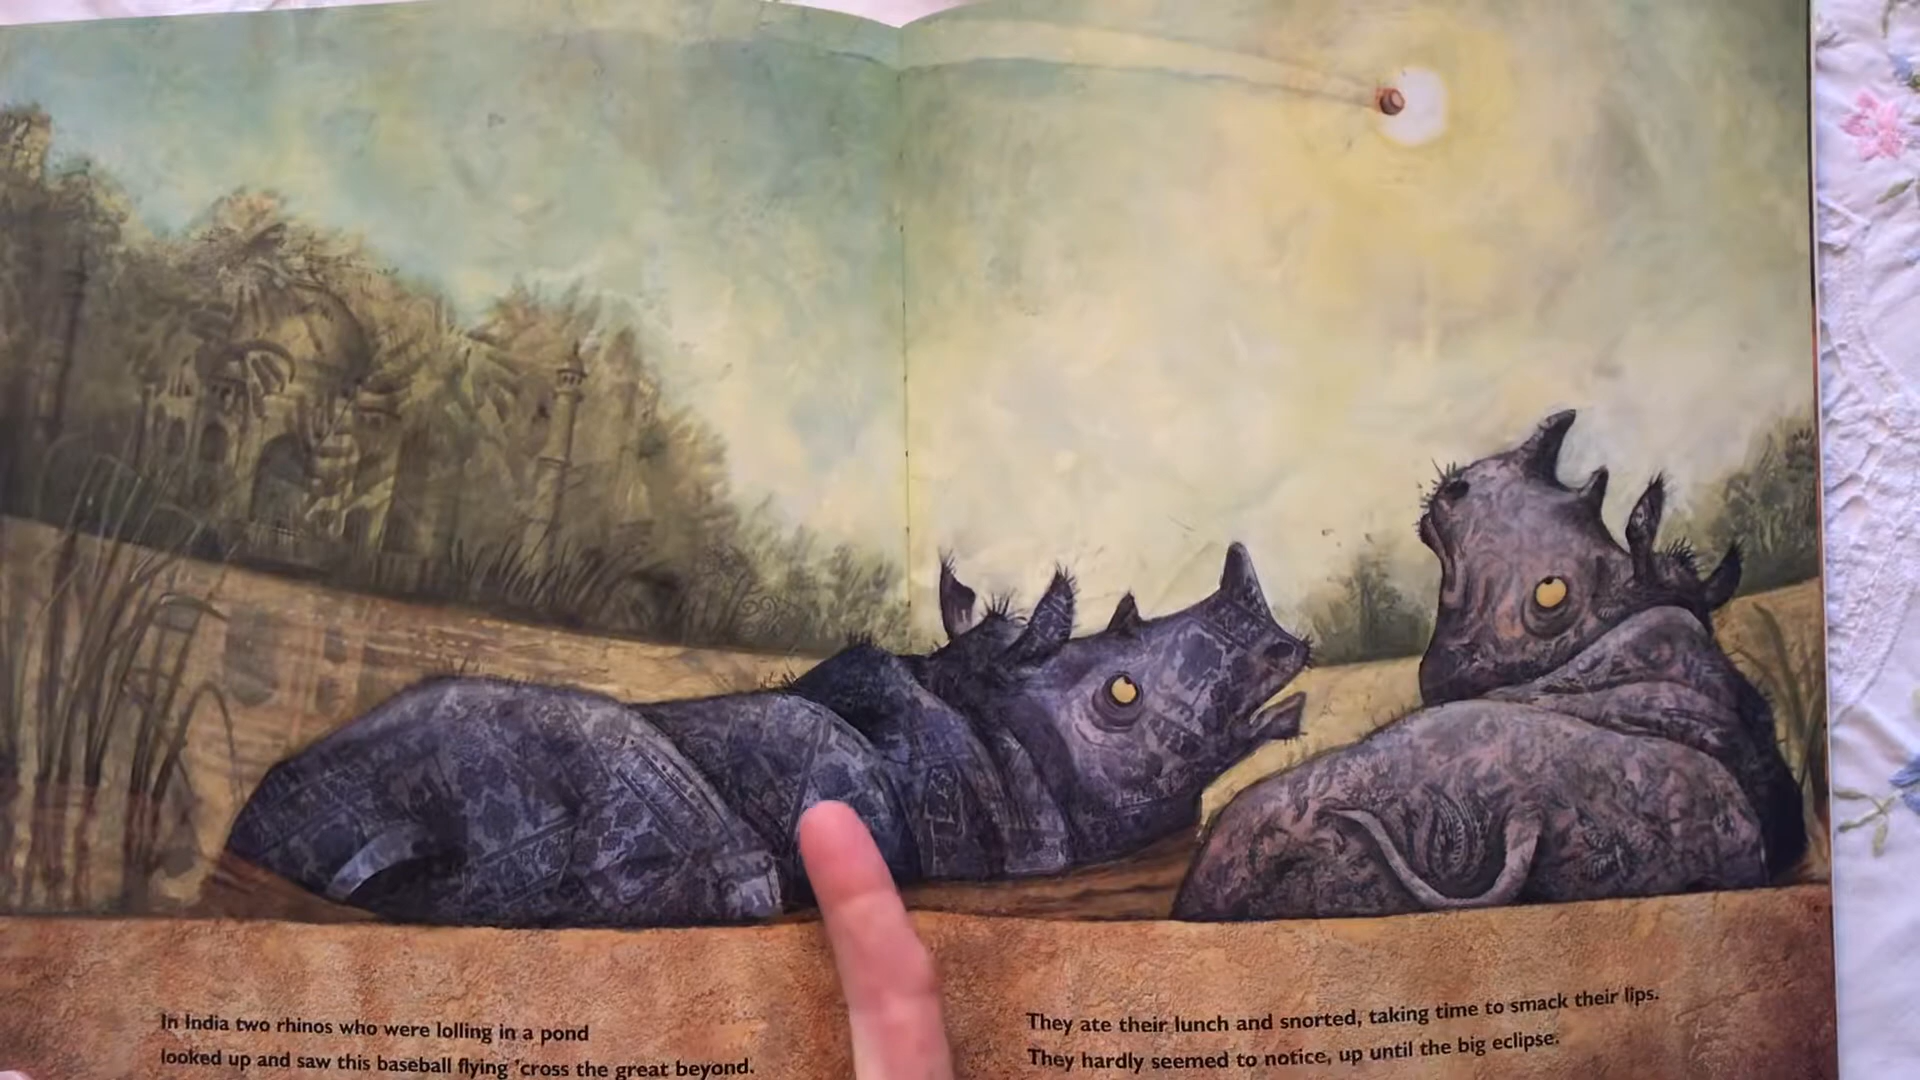 In India two rhinos who were lolling in a pond
looked up and saw this baseball flying 'cross the great beyond.
They ate their lunch and snorted, taking time to smack their lips.
They hardly seemed to notice, up until the big eclipse.